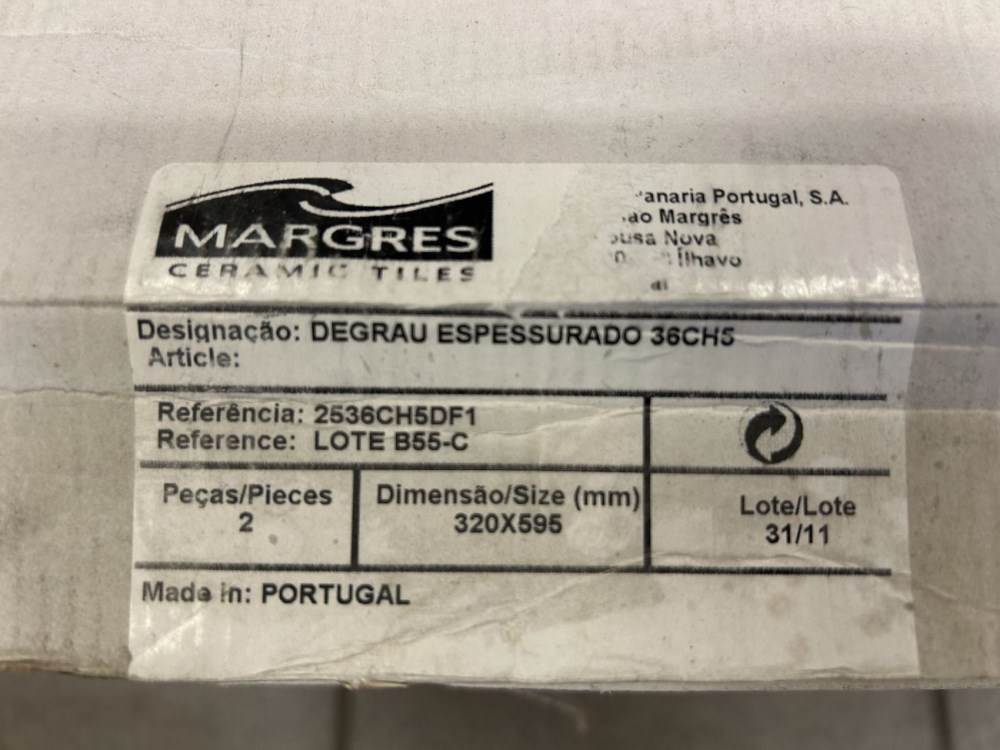 MARGRES
CERAMIC TILES
Portugal, S.A.
Margrês
Nova
Ílhavo
Designação: DEGRAU ESPESSURADO 36CH5
Article:
Referência: 2536CH5DF1
Reference: LOTE B55-C
Peças/Pieces
2
Dimensão/Size (mm)
320X595
Lote/Lote
31/11
Made in: PORTUGAL